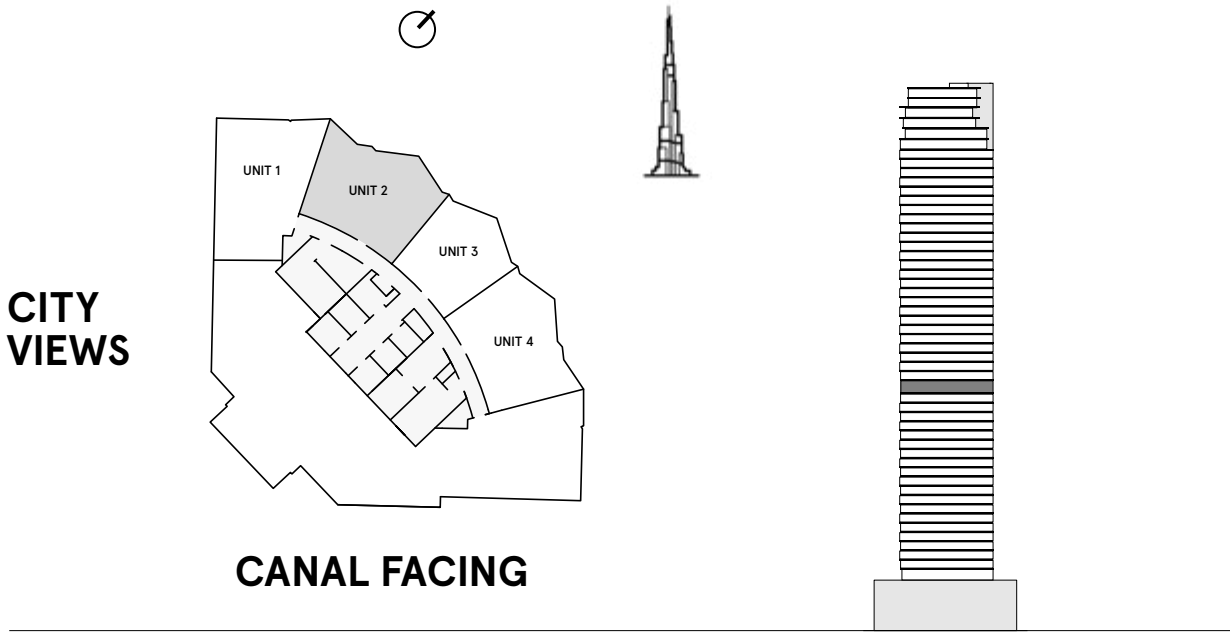 UNIT 1
UNIT 2
UNIT 3
UNIT 4
CITY
VIEWS
CANAL FACING